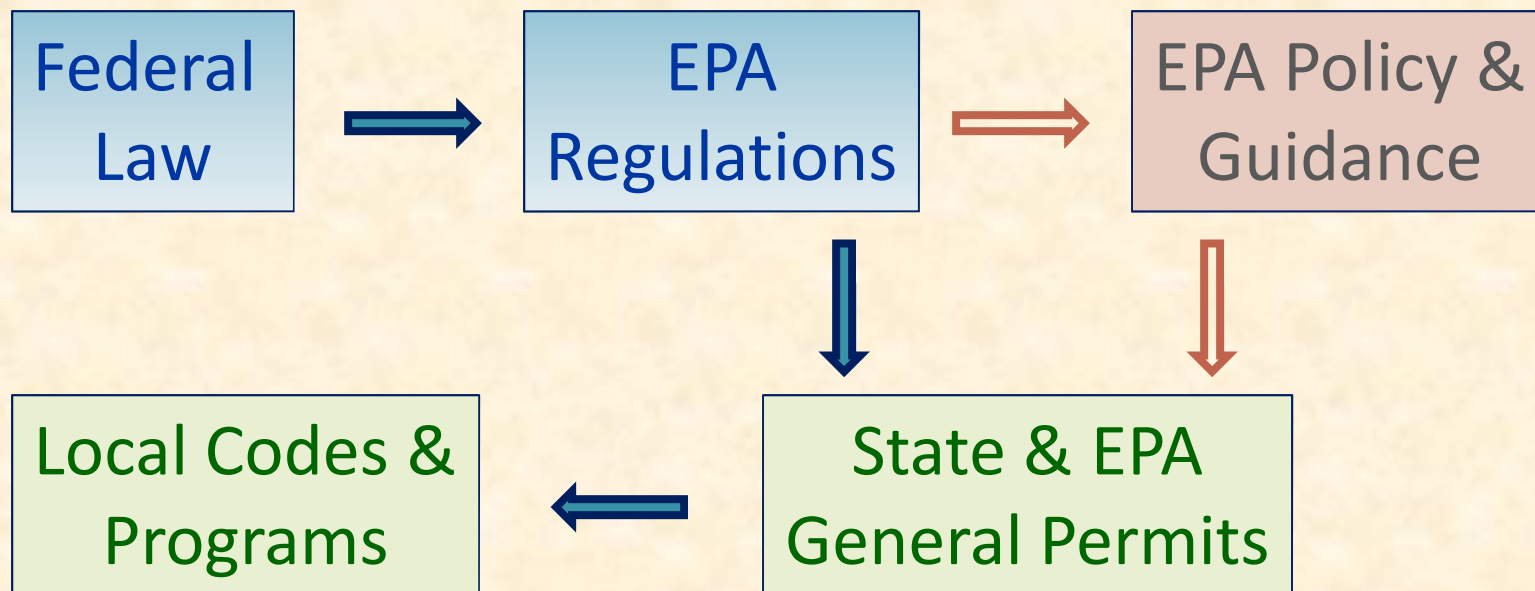 Federal
Law
EPA
Regulations
EPA Policy &
Guidance
Local Codes &
Programs
State & EPA
General Permits